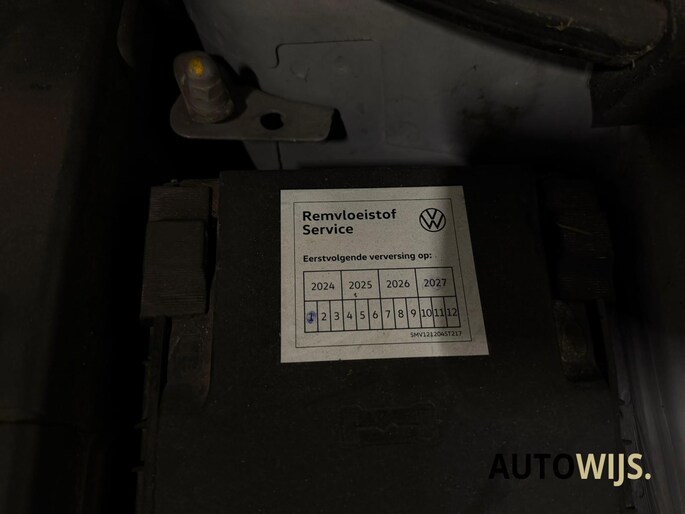 Remvloeistof
Service
Eerstvolgende verversing op:
2024 2025 2026 2027
1 2 3 4 5 6 7 8 9 10 11 12
SMV121204ST217
AUTOWIJS.